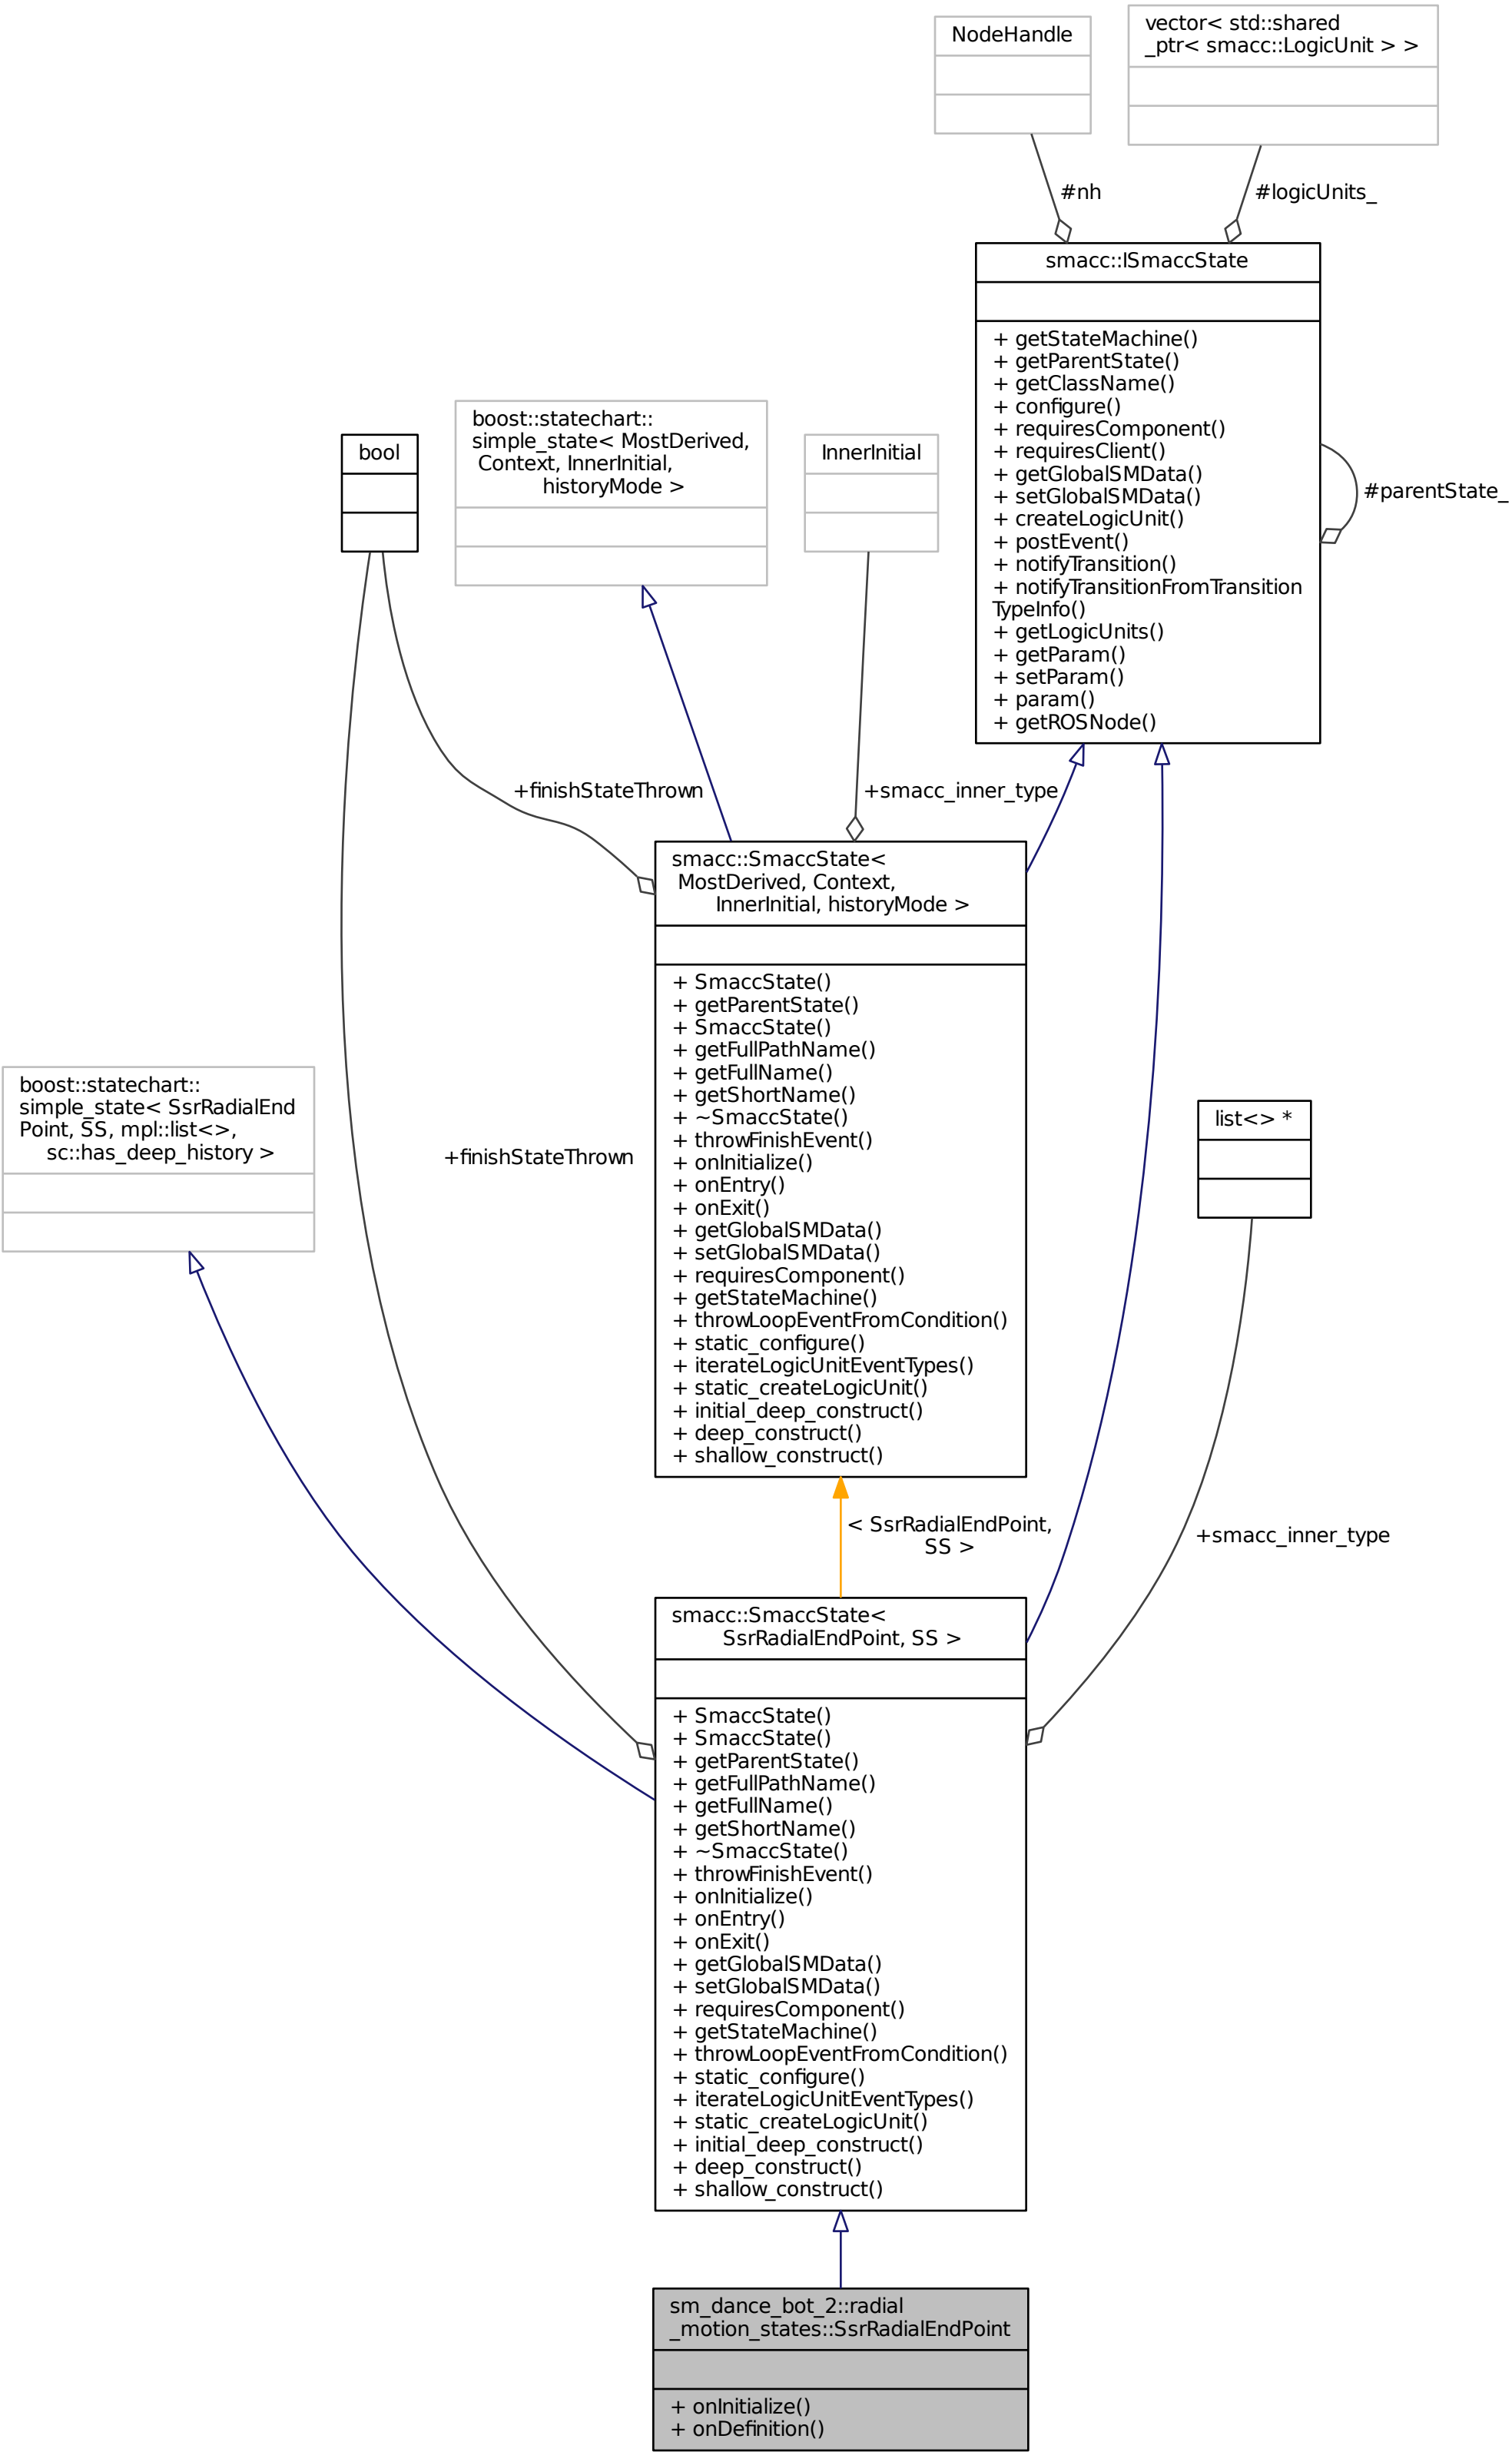 NodeHandle
vector< std::shared
_ptr< smacc::LogicUnit > >
#nh
#logicUnits_
smacc::ISmaccState
+ getStateMachine()
+ getParentState()
+ getClassName()
+ configure()
+ requiresComponent()
+ requiresClient()
+ getGlobalSMData()
+ setGlobalSMData()
+ createLogicUnit()
+ postEvent()
+ notifyTransition()
+ notifyTransitionFromTransition
TypeInfo()
+ getLogicUnits()
+ getParam()
+ setParam()
+ param()
+ getROSNode()
#parentState_
bool
boost::statechart::
simple_state< MostDerived,
Context, InnerInitial,
historyMode >
InnerInitial
+finishStateThrown
+smacc_inner_type
smacc::SmaccState<
MostDerived, Context,
InnerInitial, historyMode >
+ SmaccState()
+ getParentState()
+ SmaccState()
+ getFullPathName()
+ getFullName()
+ getShortName()
+ ~SmaccState()
+ throwFinishEvent()
+ onInitialize()
+ onEntry()
+ onExit()
+ getGlobalSMData()
+ setGlobalSMData()
+ requiresComponent()
+ getStateMachine()
+ throwLoopEventFromCondition()
+ static_configure()
+ iterateLogicUnitEventTypes()
+ static_createLogicUnit()
+ initial_deep_construct()
+ deep_construct()
+ shallow_construct()
boost::statechart::
simple_state< SsrRadialEnd
Point, SS, mpl::list<>,
sc::has_deep_history >
+finishStateThrown
list<> *
< SsrRadialEndPoint,
SS >
+smacc_inner_type
smacc::SmaccState<
SsrRadialEndPoint, SS >
+ SmaccState()
+ SmaccState()
+ getParentState()
+ getFullPathName()
+ getFullName()
+ getShortName()
+ ~SmaccState()
+ throwFinishEvent()
+ onInitialize()
+ onEntry()
+ onExit()
+ getGlobalSMData()
+ setGlobalSMData()
+ requiresComponent()
+ getStateMachine()
+ throwLoopEventFromCondition()
+ static_configure()
+ iterateLogicUnitEventTypes()
+ static_createLogicUnit()
+ initial_deep_construct()
+ deep_construct()
+ shallow_construct()
sm_dance_bot_2::radial
_motion_states::SsrRadialEndPoint
+ onInitialize()
+ onDefinition()